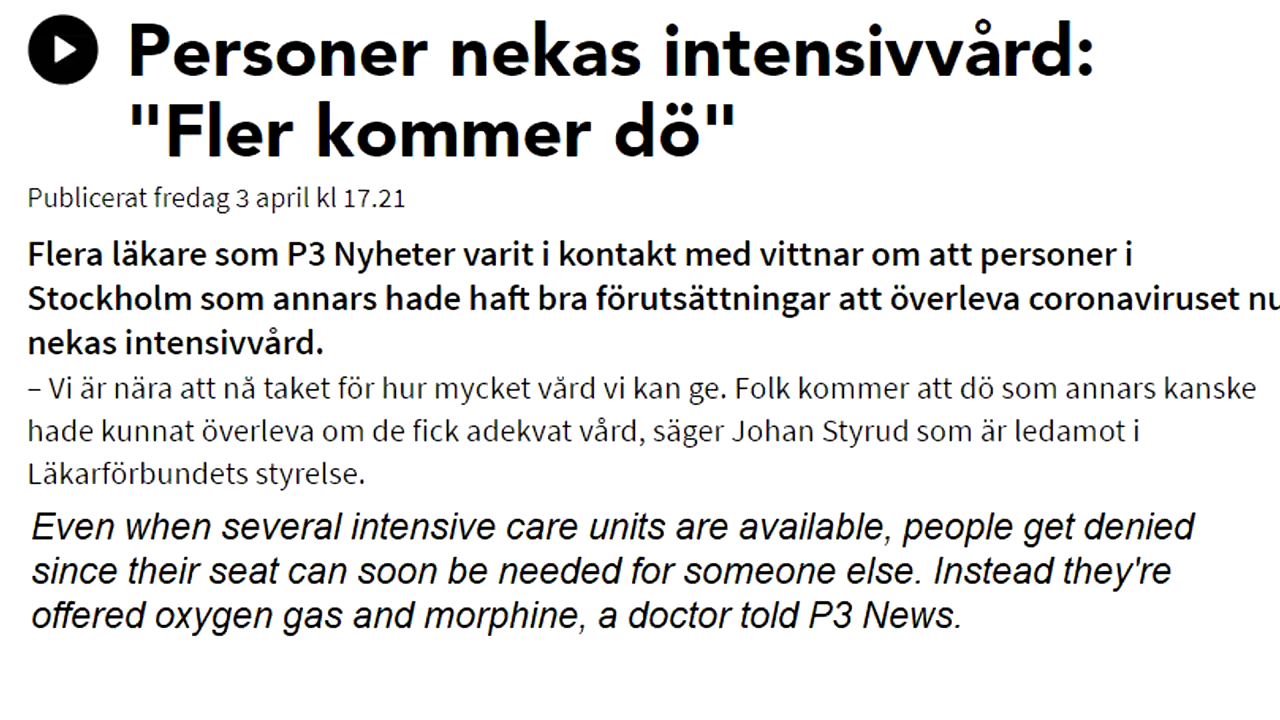 Personer nekas intensivvård:
"Fler kommer dö"
Publicerat fredag 3 april kl 17.21
Flera läkare som P3 Nyheter varit i kontakt med vittnar om att personer i
Stockholm som annars hade haft bra förutsättningar att överleva coronaviruset nu
nekas intensivvård.
– Vi är nära att nå taket för hur mycket vård vi kan ge. Folk kommer att dö som annars kanske
hade kunnat överleva om de fick adekvat vård, säger Johan Styrud som är ledamot i
Läkarförbundets styrelse.
Even when several intensive care units are available, people get denied
since their seat can soon be needed for someone else. Instead they're
offered oxygen gas and morphine, a doctor told P3 News.